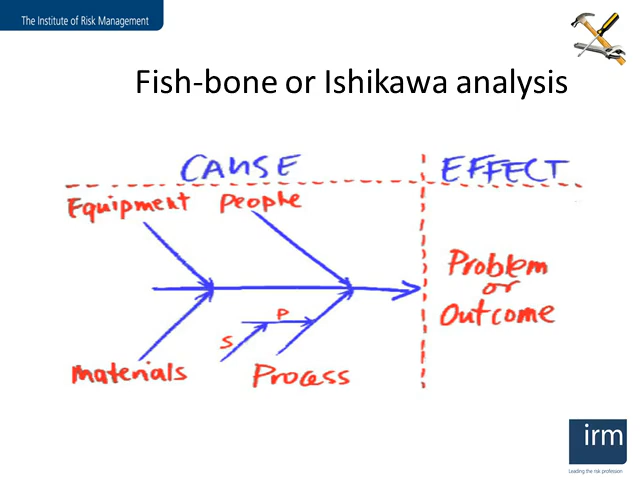 The Institute of Risk Management
Fish-bone or Ishikawa analysis
CAUSE
EFFECT
Equipment
People
Problem
or
Outcome
P
S
Materials
Process
irm
Leading the risk profession